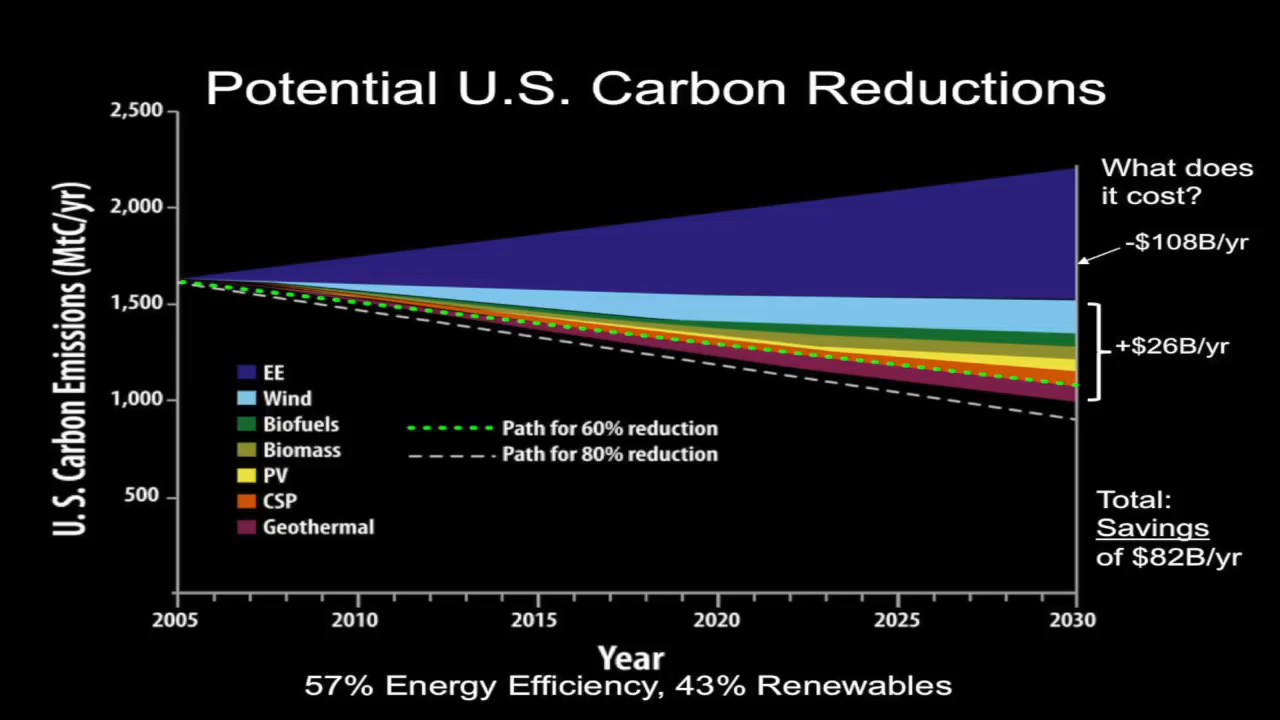 Potential U.S. Carbon Reductions
2,500
2,000
1,500
1,000
500
U.S. Carbon Emissions (MtC/yr)
What does
it cost?
-$108B/yr
+$26B/yr
EE
Wind
Biofuels
Biomass
PV
CSP
Geothermal
Path for 60% reduction
Path for 80% reduction
Total:
Savings
of $82B/yr
2005 2010 2015 2020 2025 2030
Year
57% Energy Efficiency, 43% Renewables